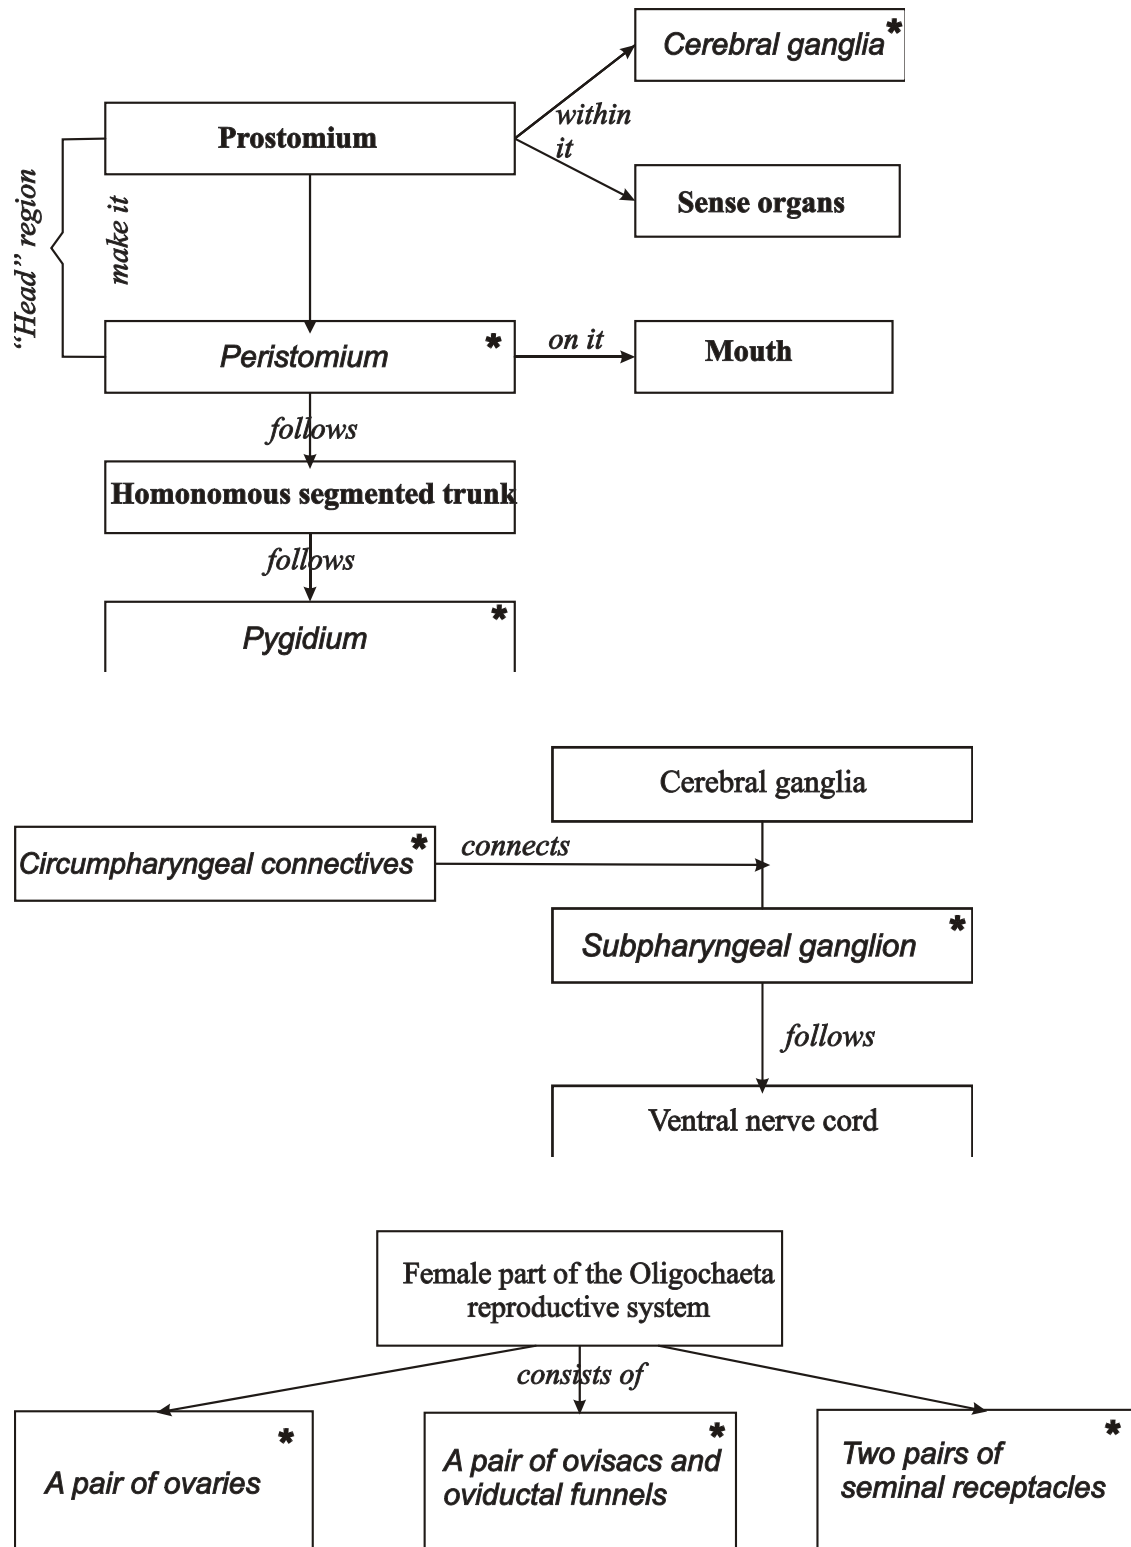 Cerebral ganglia*
within
it
Prostomium
Sense organs
“Head” region
make it
Peristomium *
on it
Mouth
follows
Homonomous segmented trunk
follows
Pygidium *
Cerebral ganglia
Circumpharyngeal connectives*
connects
Subpharyngeal ganglion *
follows
Ventral nerve cord
Female part of the Oligochaeta
reproductive system
consists of
*
A pair of ovaries
*
A pair of ovisacs and
oviductal funnels
*
Two pairs of
seminal receptacles